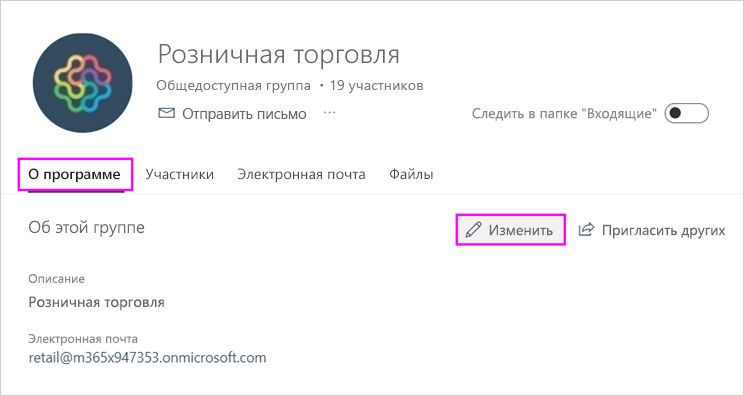 Розничная торговля
Общедоступная группа • 19 участников
Отправить письмо ···
Следить в папке "Входящие"
О программе Участники Электронная почта Файлы
Об этой группе
Изменить Пригласить других
Описание
Розничная торговля
Электронная почта
retail@m365x947353.onmicrosoft.com